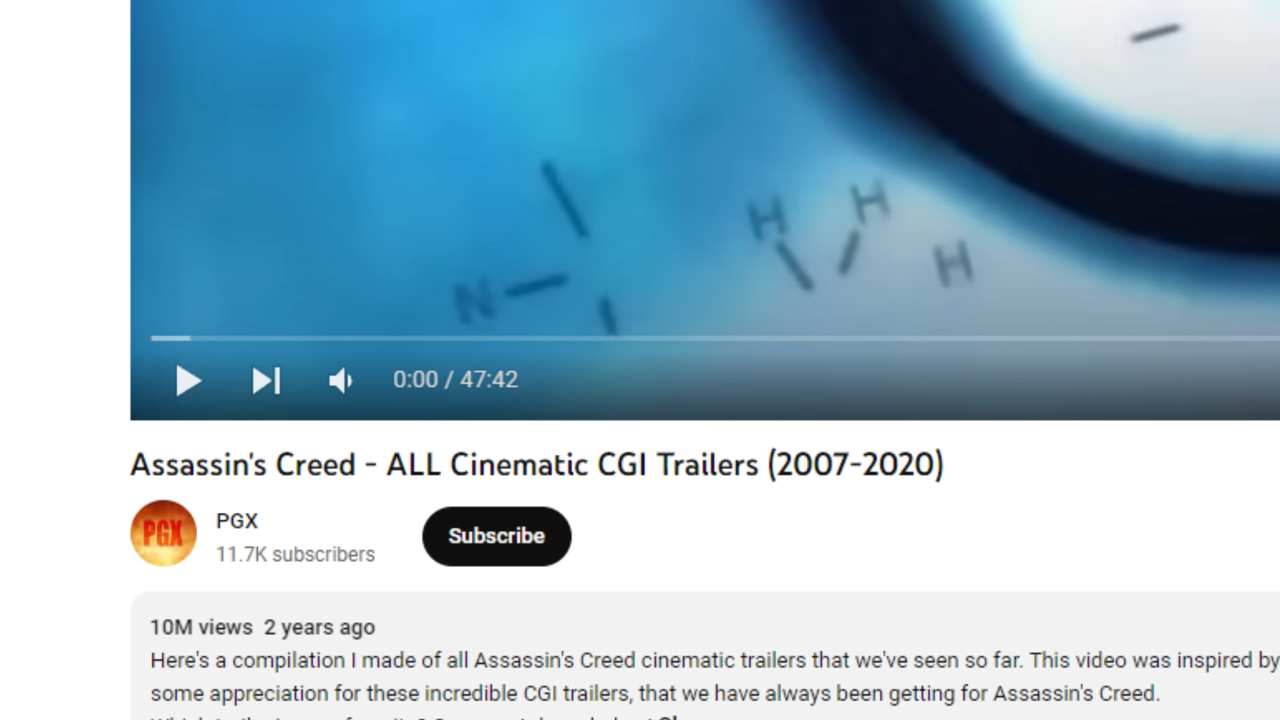 H H
N H
0:00 / 47:42
Assassin's Creed - ALL Cinematic CGI Trailers (2007-2020)
PGX
PGX
11.7K subscribers
Subscribe
10M views 2 years ago
Here's a compilation I made of all Assassin's Creed cinematic trailers that we've seen so far. This video was inspired by
some appreciation for these incredible CGI trailers, that we have always been getting for Assassin's Creed.